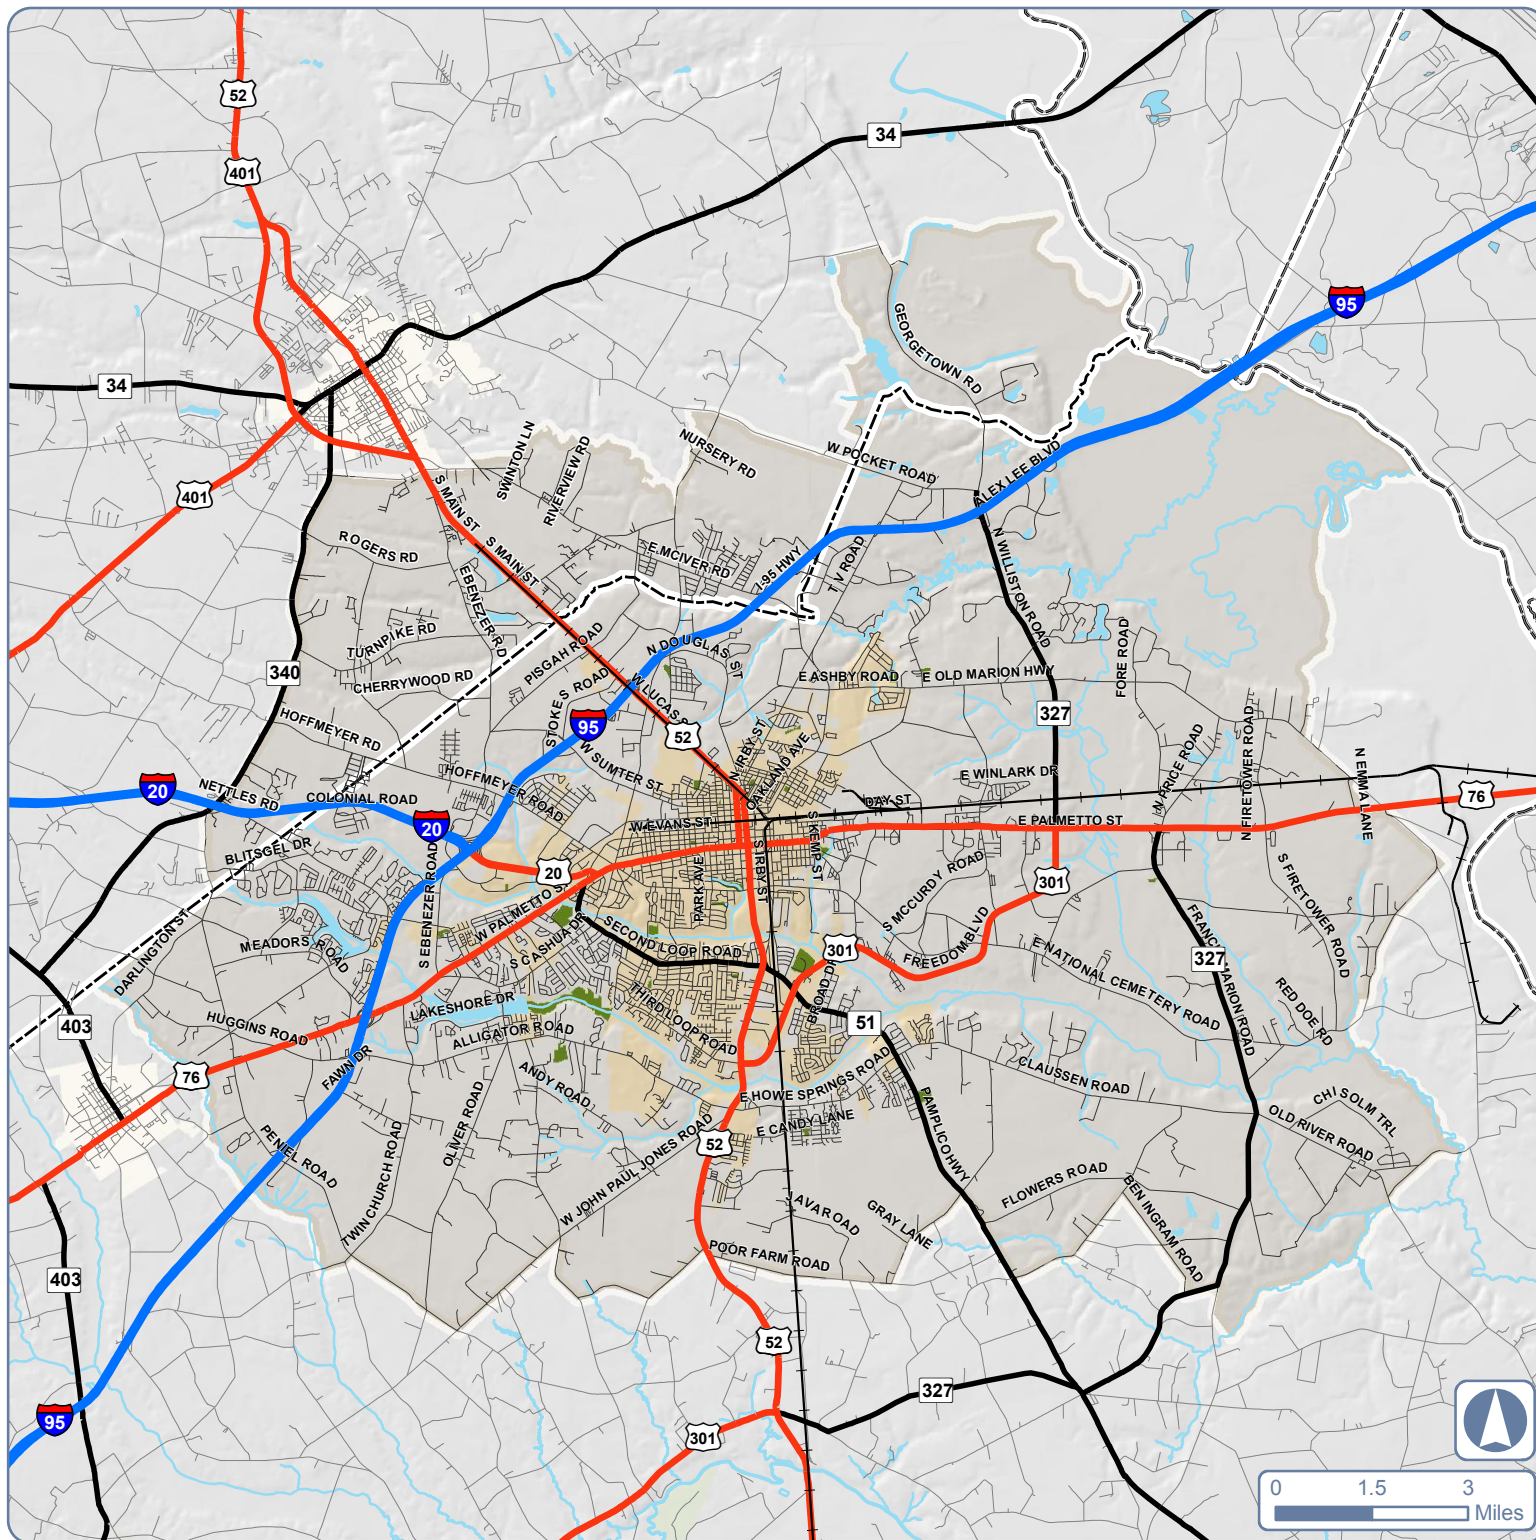 52
401
34
95
GEORGETOWN RD
34
401
SWINTON LN
RIVERVIEW RD
NURSERY RD
W POCKET ROAD
ALEX LEE BLVD
S MAIN ST
S MAIN ST
ROGERS RD
E MCIVER RD
I-95 HWY
T V ROAD
N WILLISTON ROAD
EBENEZER RD
TURNPIKE RD
PISGAH ROAD
N DOUGLAS ST
340
CHERRYWOOD RD
E ASHBY ROAD
E OLD MARION HWY
FORE ROAD
STOKES ROAD
W LUCAS S
327
HOFFMEYER RD
95
52
N IRBY ST
OAKLAND AVE
W SUMTER ST
N PRICE ROAD
N FIRETOWER ROAD
N EMMA LANE
20
NETTLES RD
COLONIAL ROAD
HOFFMEYER ROAD
E WINLARK DR
DAY ST
76
20
W EVANS ST
S KEMP ST
E PALMETTO ST
BLITSGEL DR
S EBENEZER ROAD
20
PARK AVE
S IRBY ST
S MCCURDY ROAD
301
S FIRETOWER ROAD
W PALMETTO S
DARLINGTON ST
MEADORS ROAD
S CASHUA DR
SECOND LOOP ROAD
301
FREEDOM BLVD
FRANCIS MARION ROAD
327
E NATIONAL CEMETERY ROAD
BROAD DR
LAKESHORE DR
THIRD LOOP ROAD
RED DOE RD
403
HUGGINS ROAD
ALLIGATOR ROAD
51
FAWN DR
76
ANDY ROAD
CLAUSSEN ROAD
E HOWE SPRINGS ROAD
PAMPLICO HWY
CHI SOLM TRL
OLD RIVER ROAD
PENIEL ROAD
OLIVER ROAD
TWIN CHURCH ROAD
52
E CANDY LANE
W JOHN PAUL JONES ROAD
FLOWERS ROAD
BEN INGRAM ROAD
JAVAROAD
GRAY LANE
POOR FARM ROAD
403
52
327
95
301
0 1.5 3
Miles